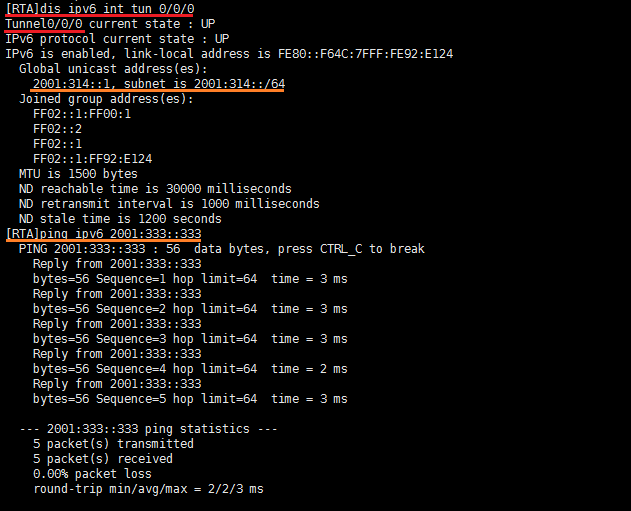 [RTA]dis ipv6 int tun 0/0/0
Tunnel0/0/0 current state : UP
IPv6 protocol current state : UP
IPv6 is enabled, link-local address is FE80::F64C:7FFF:FE92:E124
Global unicast address(es):
2001:314::1, subnet is 2001:314::/64
Joined group address(es):
FF02::1:FF00:1
FF02::2
FF02::1
FF02::1:FF92:E124
MTU is 1500 bytes
ND reachable time is 30000 milliseconds
ND retransmit interval is 1000 milliseconds
ND stale time is 1200 seconds
[RTA]ping ipv6 2001:333::333
PING 2001:333::333 : 56  data bytes, press CTRL_C to break
Reply from 2001:333::333
bytes=56 Sequence=1 hop limit=64  time = 3 ms
Reply from 2001:333::333
bytes=56 Sequence=2 hop limit=64  time = 3 ms
Reply from 2001:333::333
bytes=56 Sequence=3 hop limit=64  time = 3 ms
Reply from 2001:333::333
bytes=56 Sequence=4 hop limit=64  time = 2 ms
Reply from 2001:333::333
bytes=56 Sequence=5 hop limit=64  time = 3 ms
--- 2001:333::333 ping statistics ---
5 packet(s) transmitted
5 packet(s) received
0.00% packet loss
round-trip min/avg/max = 2/2/3 ms